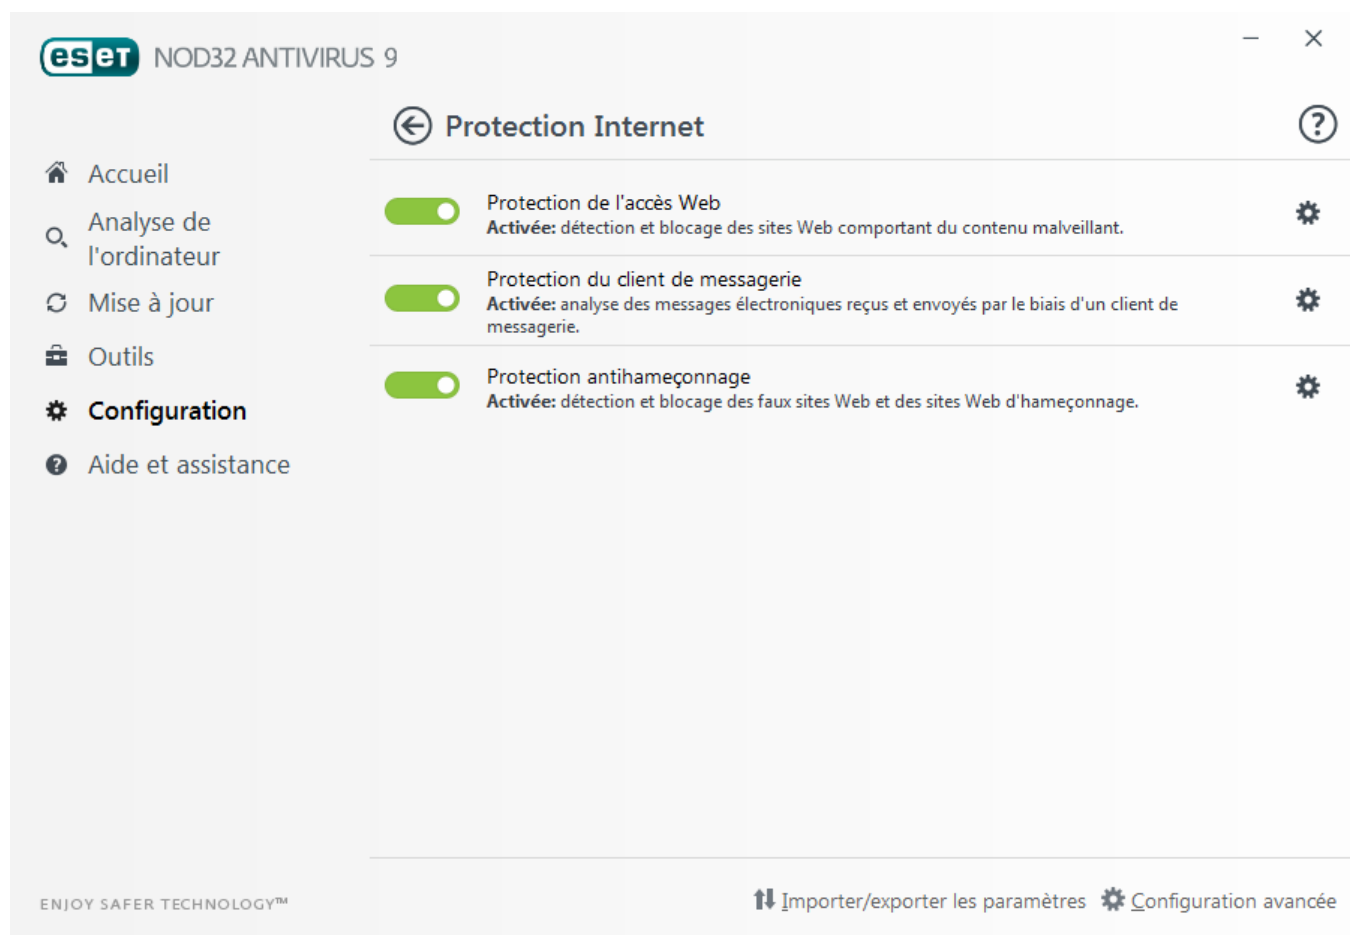 eset NOD32 ANTIVIRUS 9
Protection Internet
?
Accueil
Analyse de
l'ordinateur
Mise à jour
Outils
Configuration
Aide et assistance
Protection de l'accès Web
Activée: détection et blocage des sites Web comportant du contenu malveillant.
Protection du client de messagerie
Activée: analyse des messages électroniques reçus et envoyés par le biais d'un client de
messagerie.
Protection antihameçonnage
Activée: détection et blocage des faux sites Web et des sites Web d'hameçonnage.
ENJOY SAFER TECHNOLOGY™
Importer/exporter les paramètres Configuration avancée